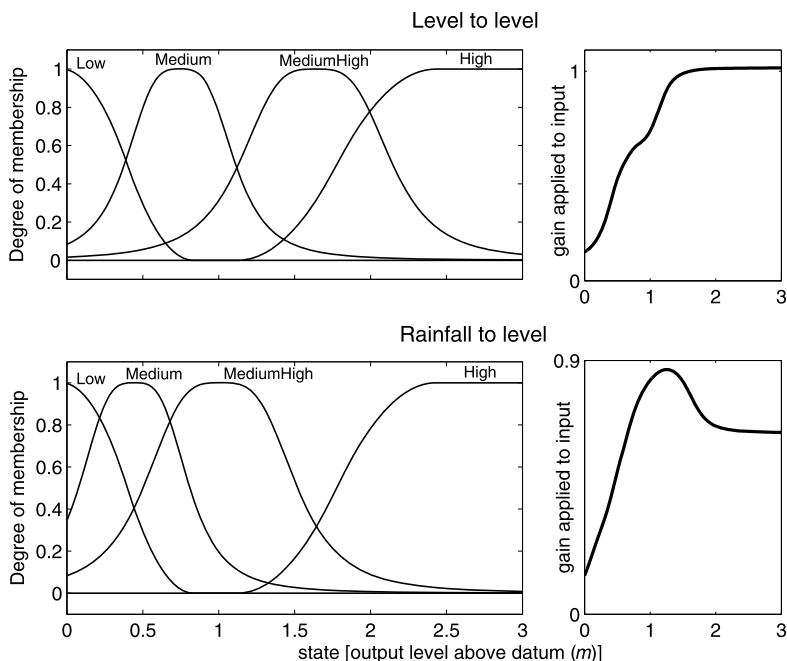 Level to level
Low Medium MediumHigh High
Degree of membership
1
0.8
0.6
0.4
0.2
0
gain applied to input
1
0
0 1 2 3
Rainfall to level
Low Medium MediumHigh High
Degree of membership
1
0.8
0.6
0.4
0.2
0
0 0.5 1 1.5 2 2.5 3
state [output level above datum (m)]
gain applied to input
0.9
0
0 1 2 3